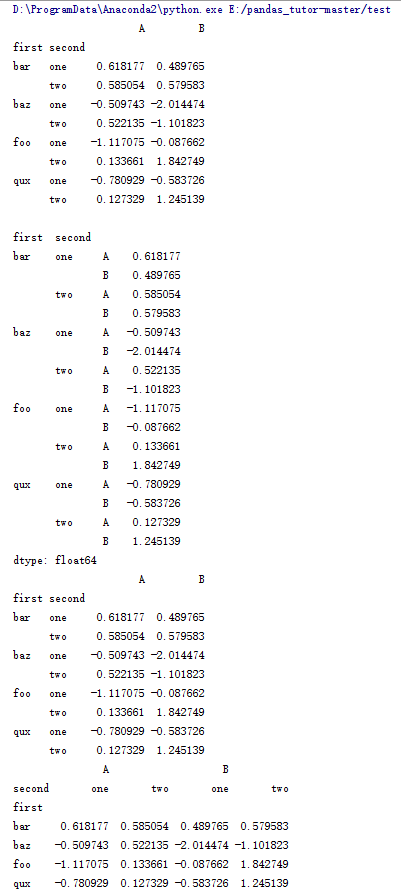 D:\ProgramData\Anaconda2\python.exe E:/pandas_tutor-master/test
                     A         B
first second
bar   one     0.618177  0.489765
      two     0.585054  0.579583
baz   one    -0.509743 -2.014474
      two     0.522135 -1.101823
foo   one    -1.117075 -0.087662
      two     0.133661  1.842749
qux   one    -0.780929 -0.583726
      two     0.127329  1.245139

first  second
bar    one     A    0.618177
               B    0.489765
       two     A    0.585054
               B    0.579583
baz    one     A   -0.509743
               B   -2.014474
       two     A    0.522135
               B   -1.101823
foo    one     A   -1.117075
               B   -0.087662
       two     A    0.133661
               B    1.842749
qux    one     A   -0.780929
               B   -0.583726
       two     A    0.127329
               B    1.245139
dtype: float64
                     A         B
first second
bar   one     0.618177  0.489765
      two     0.585054  0.579583
baz   one    -0.509743 -2.014474
      two     0.522135 -1.101823
foo   one    -1.117075 -0.087662
      two     0.133661  1.842749
qux   one    -0.780929 -0.583726
      two     0.127329  1.245139
               A                   B
second       one       two       one       two
first
bar     0.618177  0.585054  0.489765  0.579583
baz    -0.509743  0.522135 -2.014474 -1.101823
foo    -1.117075  0.133661 -0.087662  1.842749
qux    -0.780929  0.127329 -0.583726  1.245139